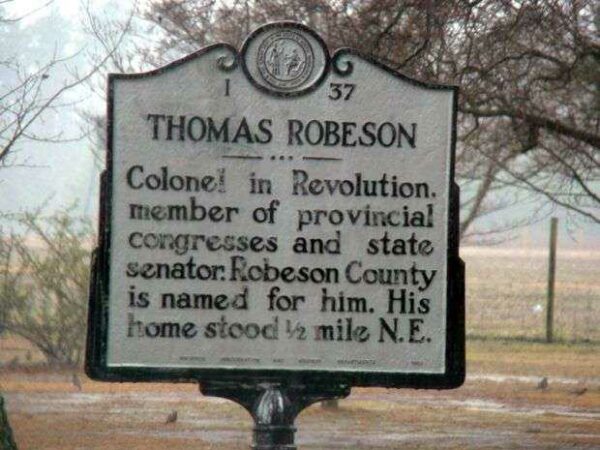 I 37
THOMAS ROBESON
Colonel in Revolution,
member of provincial
congresses and state
senator. Robeson County
is named for him. His
home stood ½ mile N.E.